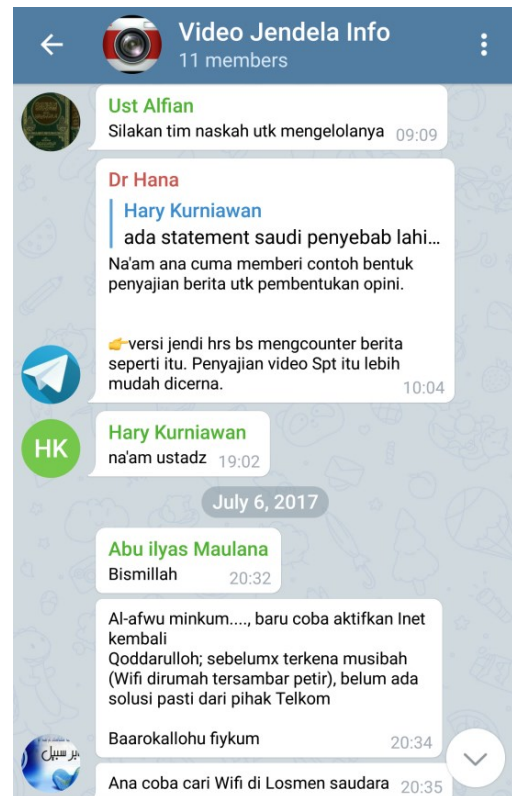 Video Jendela Info
11 members
Ust Alfian
Silakan tim naskah utk mengelolanya 09:09
Dr Hana
Hary Kurniawan
ada statement saudi penyebab lahi...
Na'am ana cuma memberi contoh bentuk
penyajian berita utk pembentukan opini.
👉versi jendi hrs bs mengcounter berita
seperti itu. Penyajian video Spt itu lebih
mudah dicerna. 10:04
HK
Hary Kurniawan
na'am ustadz 19:02
July 6, 2017
Abu ilyas Maulana
Bismillah 20:32
Al-afwu minkum...., baru coba aktifkan Inet
kembali
Qoddarulloh; sebelumx terkena musibah
(Wifi dirumah tersambar petir), belum ada
solusi pasti dari pihak Telkom
Baarokallohu fiykum 20:34
Ana coba cari Wifi di Losmen saudara 20:35